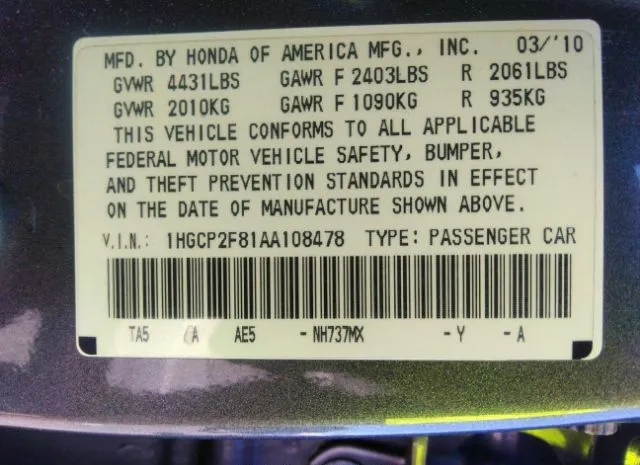 MFD. BY HONDA OF AMERICA MFG., INC. 03/'10
GVWR 4431LBS GAWR F 2403LBS R 2061LBS
GVWR 2010KG GAWR F 1090KG R 935KG
THIS VEHICLE CONFORMS TO ALL APPLICABLE
FEDERAL MOTOR VEHICLE SAFETY, BUMPER,
AND THEFT PREVENTION STANDARDS IN EFFECT
ON THE DATE OF MANUFACTURE SHOWN ABOVE.
V.I.N.: 1HGCP2F81AA108478 TYPE: PASSENGER CAR
TA5 /A AE5 - NH737MX - Y - A